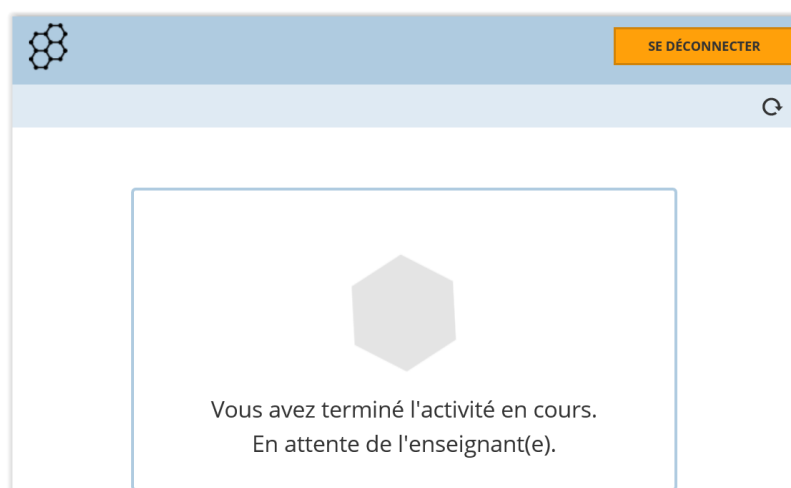 SE DÉCONNECTER
Vous avez terminé l'activité en cours.
En attente de l'enseignant(e).